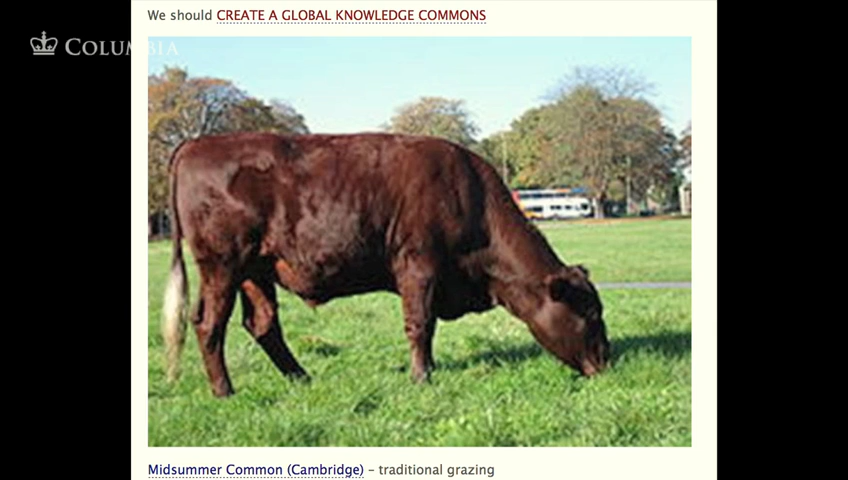 We should CREATE A GLOBAL KNOWLEDGE COMMONS
COLUMBIA
Midsummer Common (Cambridge) – traditional grazing